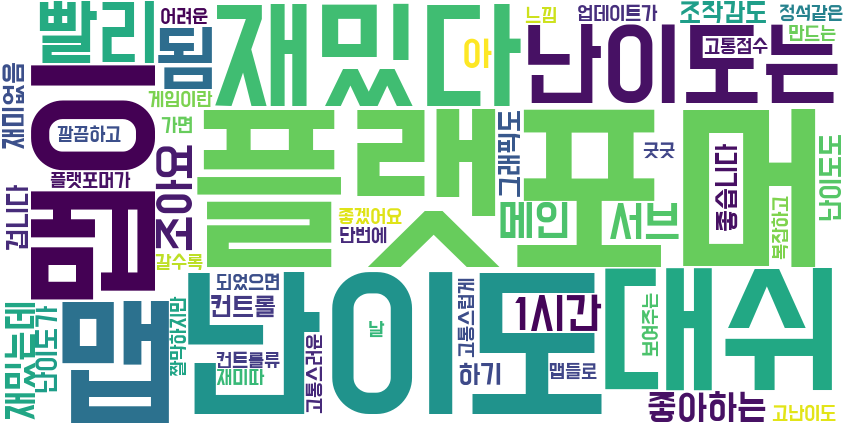 빨리
어려운
됨
재밌다
느낌
업데이트가
조작감도
정석같은
아
고통점수
만드는
난이도는
재미없음
이
깔끔하고
게임이란
가면
플랫포머
그래픽도
굿굿
좋습니다
난이도도
플랫포머가
조아요
겁니다
좋겠어요
단번에
메인
서브
복잡하고
갈수록
되었으면
컨트롤
난이도
날
고통스럽게
1시간
대쉬
보여주는
재밌는데
난이도가
맵
짤막하지만
컨트롤류
재미따
고통스러운
하기
맵들로
좋아하는
고난이도